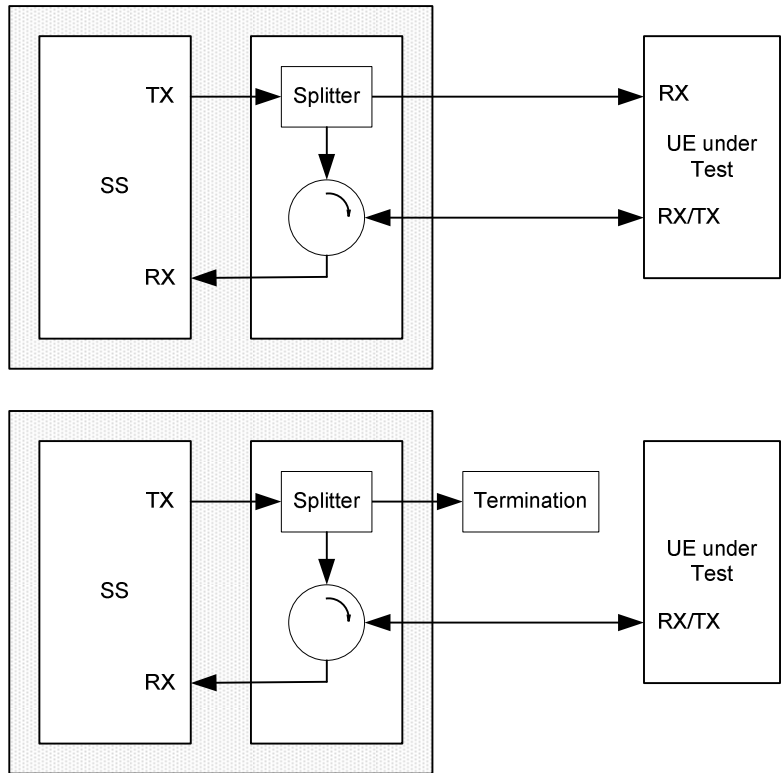 TX
Splitter
RX
UE under
Test
SS
RX/TX
RX
TX
Splitter
Termination
UE under
Test
SS
RX/TX
RX